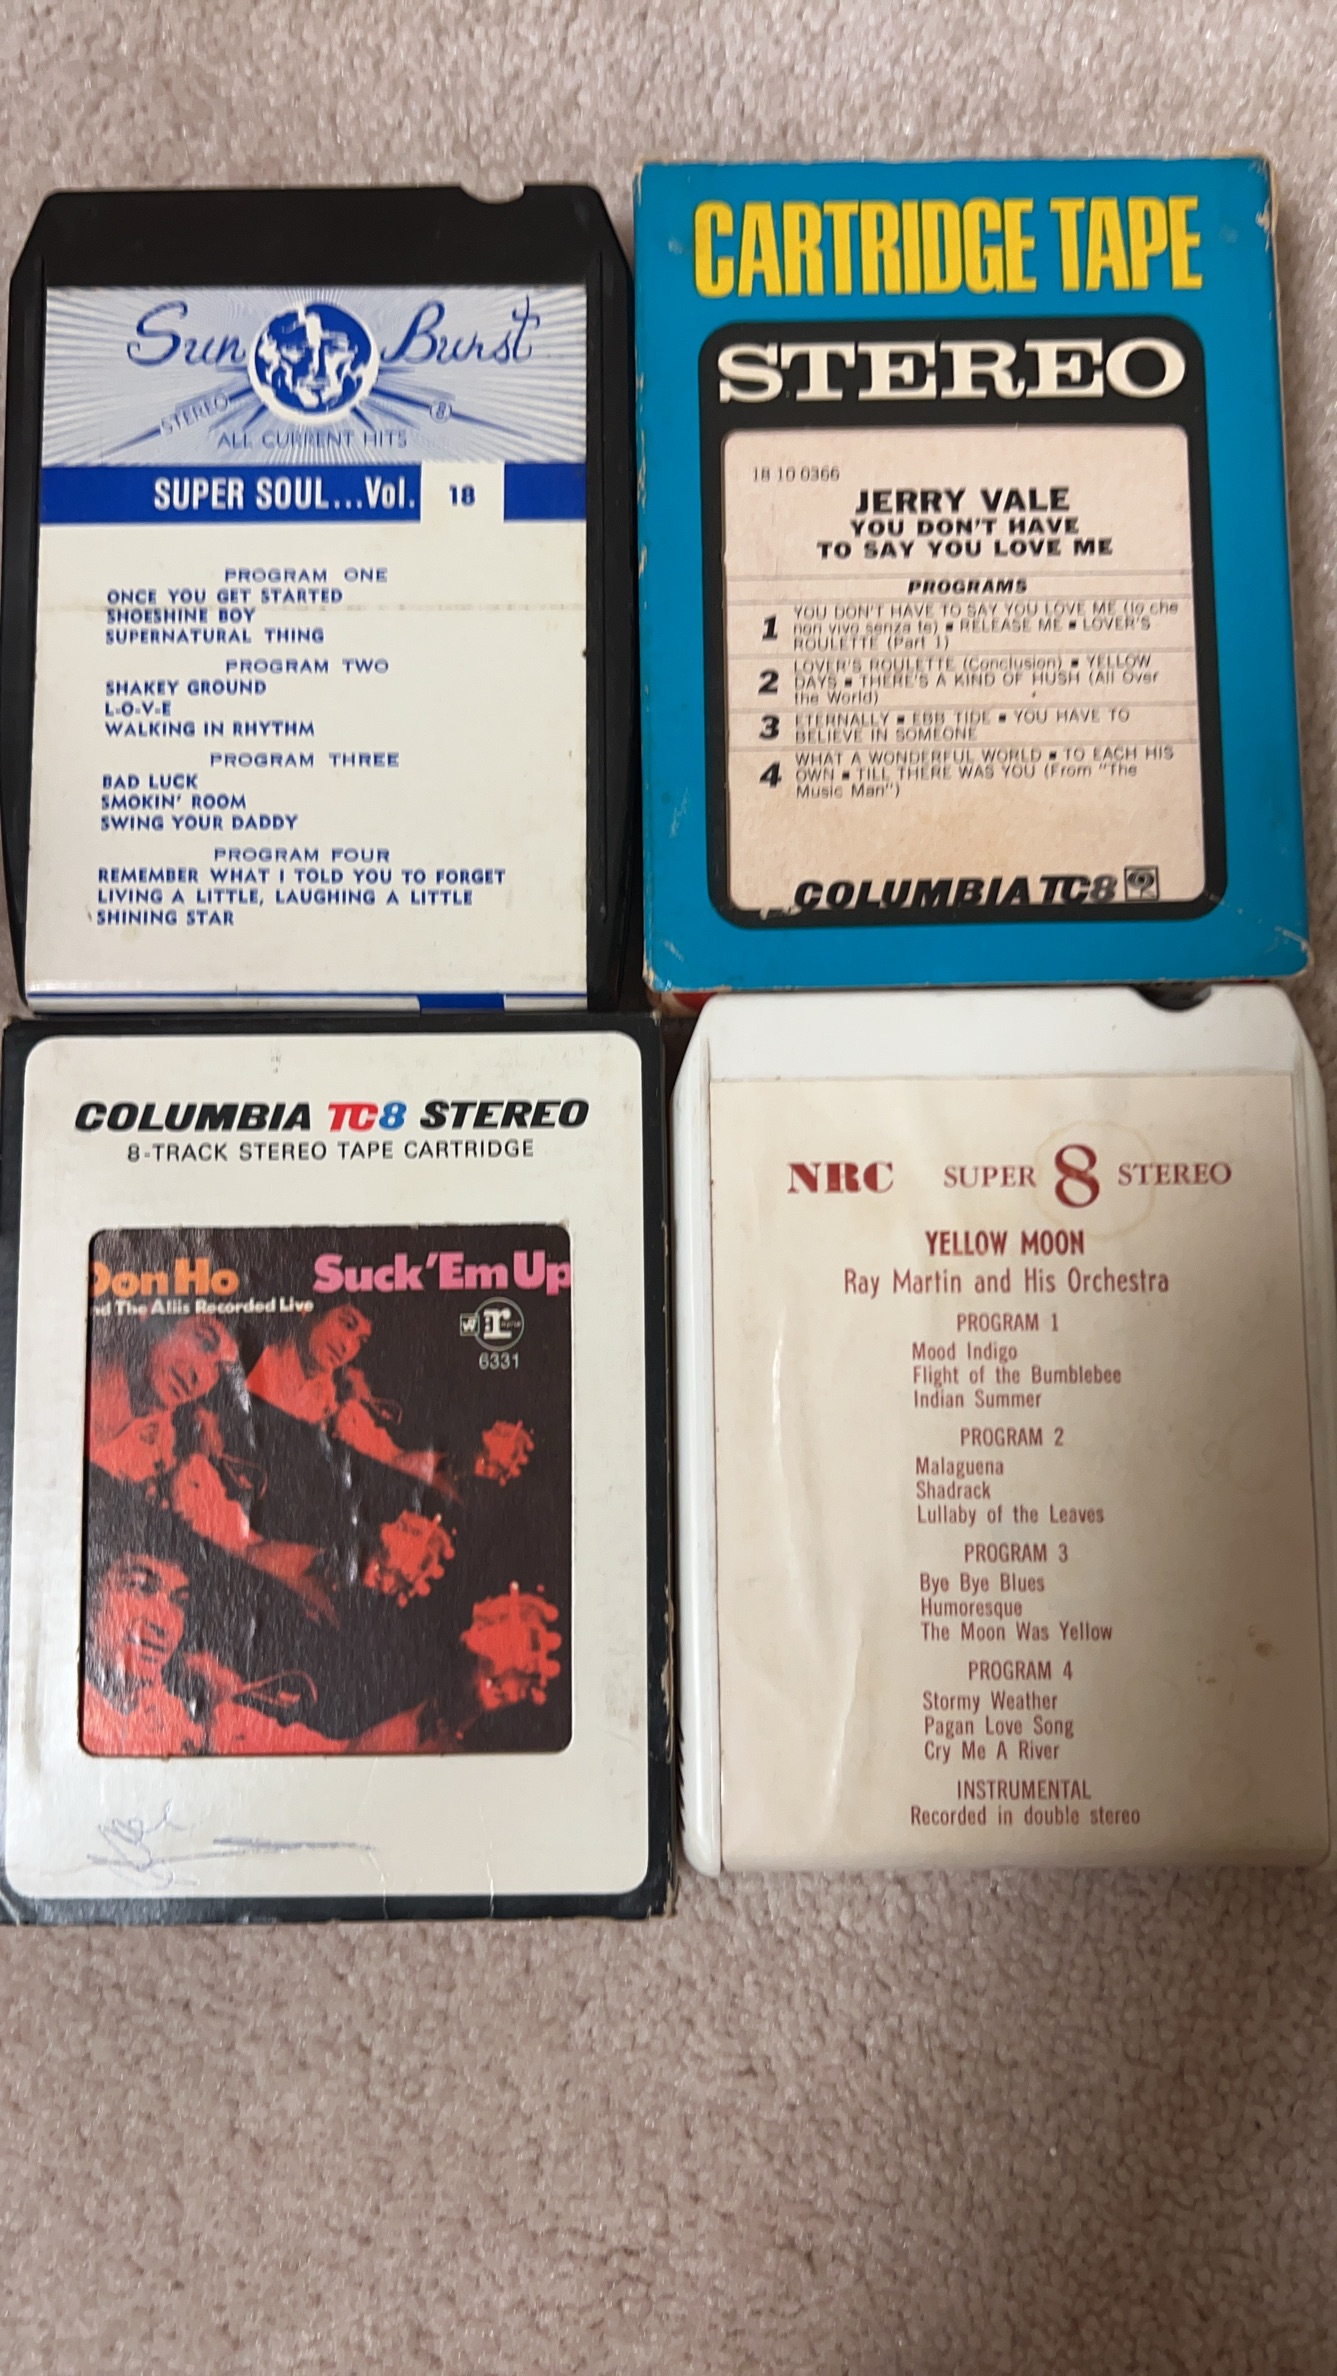 Sun Burst
STEREO 8
ALL CURRENT HITS
SUPER SOUL...Vol. 18
PROGRAM ONE
ONCE YOU GET STARTED
SHOESHINE BOY
SUPERNATURAL THING
PROGRAM TWO
SHAKEY GROUND
L-O-V-E
WALKING IN RHYTHM
PROGRAM THREE
BAD LUCK
SMOKIN' ROOM
SWING YOUR DADDY
PROGRAM FOUR
REMEMBER WHAT I TOLD YOU TO FORGET
LIVING A LITTLE, LAUGHING A LITTLE
SHINING STAR
CARTRIDGE TAPE
STEREO
18 10 0366
JERRY VALE
YOU DON'T HAVE
TO SAY YOU LOVE ME
PROGRAMS
1 YOU DON'T HAVE TO SAY YOU LOVE ME (Io che
non vivo senza te) ▪ RELEASE ME ▪ LOVER'S
ROULETTE (Part 1)
2 LOVER'S ROULETTE (Conclusion) ▪ YELLOW
DAYS ▪ THERE'S A KIND OF HUSH (All Over
the World)
3 ETERNALLY ▪ EBB TIDE ▪ YOU HAVE TO
BELIEVE IN SOMEONE
4 WHAT A WONDERFUL WORLD ▪ TO EACH HIS
OWN ▪ TILL THERE WAS YOU (From "The
Music Man")
COLUMBIA TC8
COLUMBIA TC8 STEREO
8-TRACK STEREO TAPE CARTRIDGE
Don Ho Suck 'Em Up
nd The Aliis Recorded Live
W r
6331
NRC SUPER 8 STEREO
YELLOW MOON
Ray Martin and His Orchestra
PROGRAM 1
Mood Indigo
Flight of the Bumblebee
Indian Summer
PROGRAM 2
Malaguena
Shadrack
Lullaby of the Leaves
PROGRAM 3
Bye Bye Blues
Humoresque
The Moon Was Yellow
PROGRAM 4
Stormy Weather
Pagan Love Song
Cry Me A River
INSTRUMENTAL
Recorded in double stereo